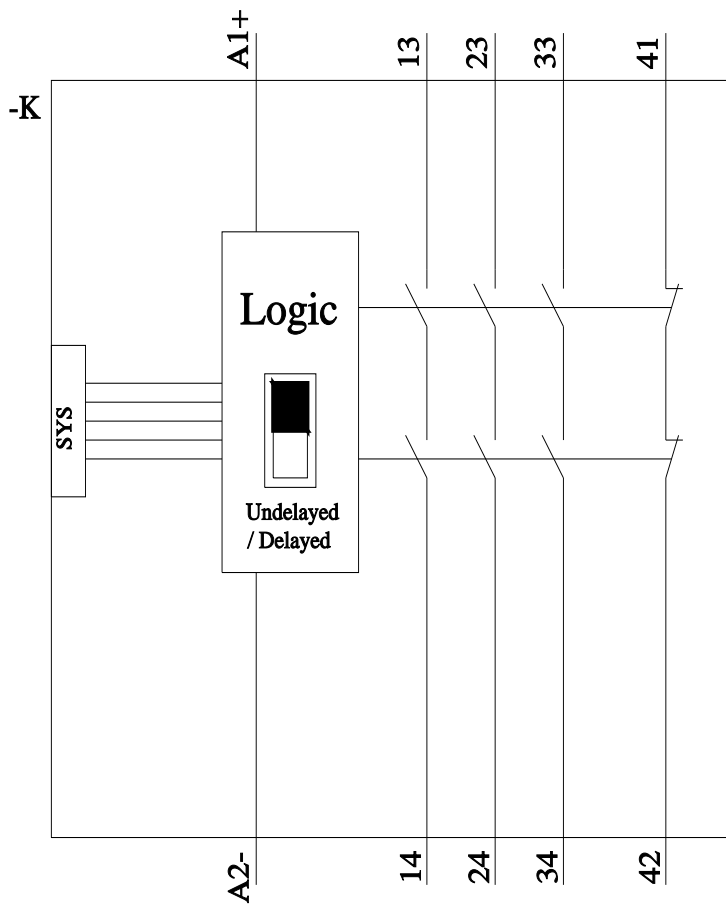 A1+
13
23
33
41
-K
Logic
SYS
Undelayed
/ Delayed
A2-
14
24
34
42